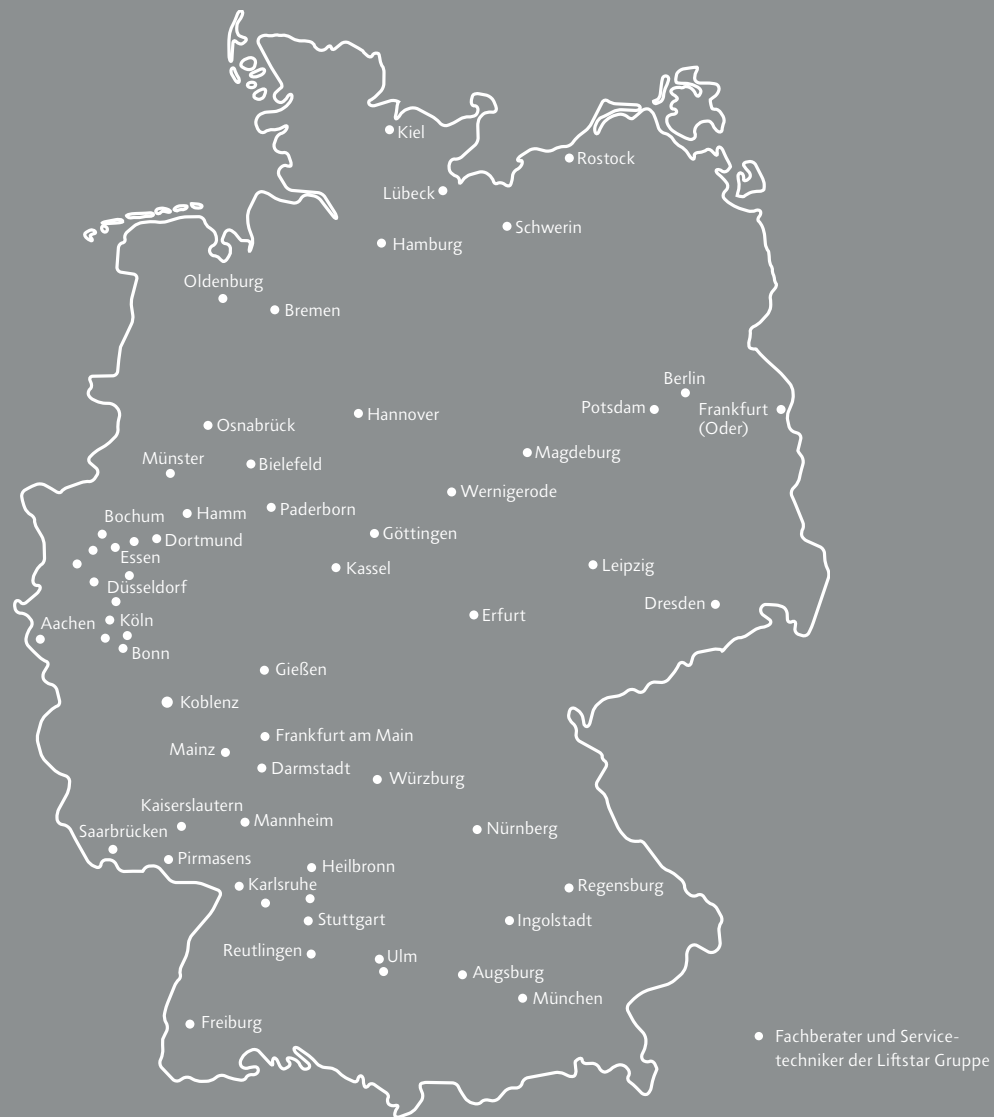 Kiel
Rostock
Lübeck
Schwerin
Hamburg
Oldenburg
Bremen
Berlin
Potsdam
Frankfurt
(Oder)
Hannover
Osnabrück
Magdeburg
Münster
Bielefeld
Wernigerode
Paderborn
Bochum
Hamm
Göttingen
Dortmund
Essen
Kassel
Leipzig
Düsseldorf
Dresden
Erfurt
Aachen
Köln
Bonn
Gießen
Koblenz
Frankfurt am Main
Mainz
Darmstadt
Würzburg
Kaiserslautern
Mannheim
Saarbrücken
Nürnberg
Pirmasens
Heilbronn
Karlsruhe
Regensburg
Stuttgart
Ingolstadt
Reutlingen
Ulm
Augsburg
München
Freiburg
Fachberater und Service-
techniker der Liftstar Gruppe